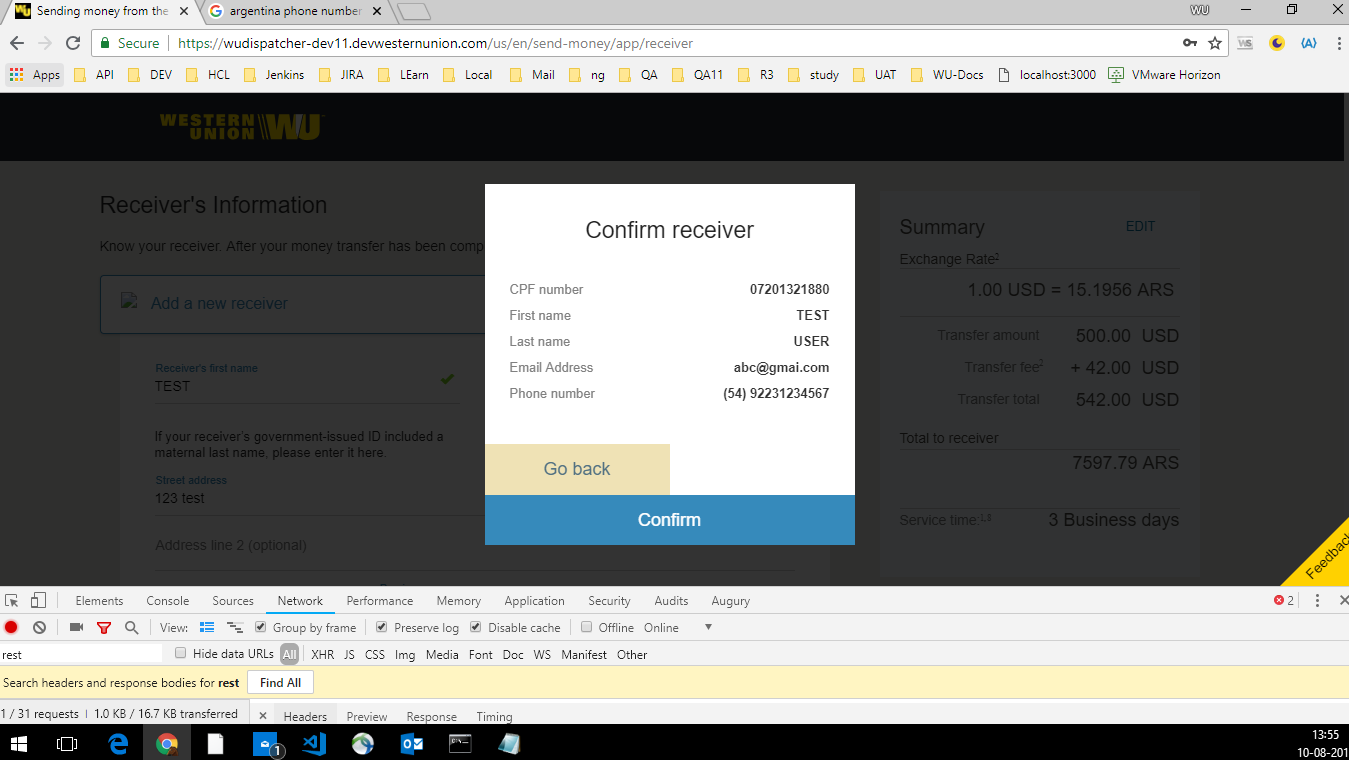 Sending money from the
argentina phone number
WU
Secure
https://wudispatcher-dev11.devwesternunion.com/us/en/send-money/app/receiver
Apps API DEV HCL Jenkins JIRA LEarn Local Mail ng QA QA11 R3 study UAT WU-Docs localhost:3000 VMware Horizon
WESTERN
UNION WU
Receiver's Information
Know your receiver. After your money transfer has been comp
Add a new receiver
Receiver's first name
TEST
If your receiver's government-issued ID included a
maternal last name, please enter it here.
Street address
123 test
Address line 2 (optional)
Confirm receiver
CPF number 07201321880
First name TEST
Last name USER
Email Address abc@gmai.com
Phone number (54) 92231234567
Go back
Confirm
Summary EDIT
Exchange Rate2
1.00 USD = 15.1956 ARS
Transfer amount 500.00 USD
Transfer fee2 + 42.00 USD
Transfer total 542.00 USD
Total to receiver
7597.79 ARS
Service time: 3 Business days
Feedback
Elements Console Sources Network Performance Memory Application Security Audits Augury 2
View: Group by frame Preserve log Disable cache Offline Online
rest Hide data URLs All XHR JS CSS Img Media Font Doc WS Manifest Other
Search headers and response bodies for rest Find All
1 / 31 requests | 1.0 KB / 16.7 KB transferred Headers Preview Response Timing
1
13:55
10-08-201